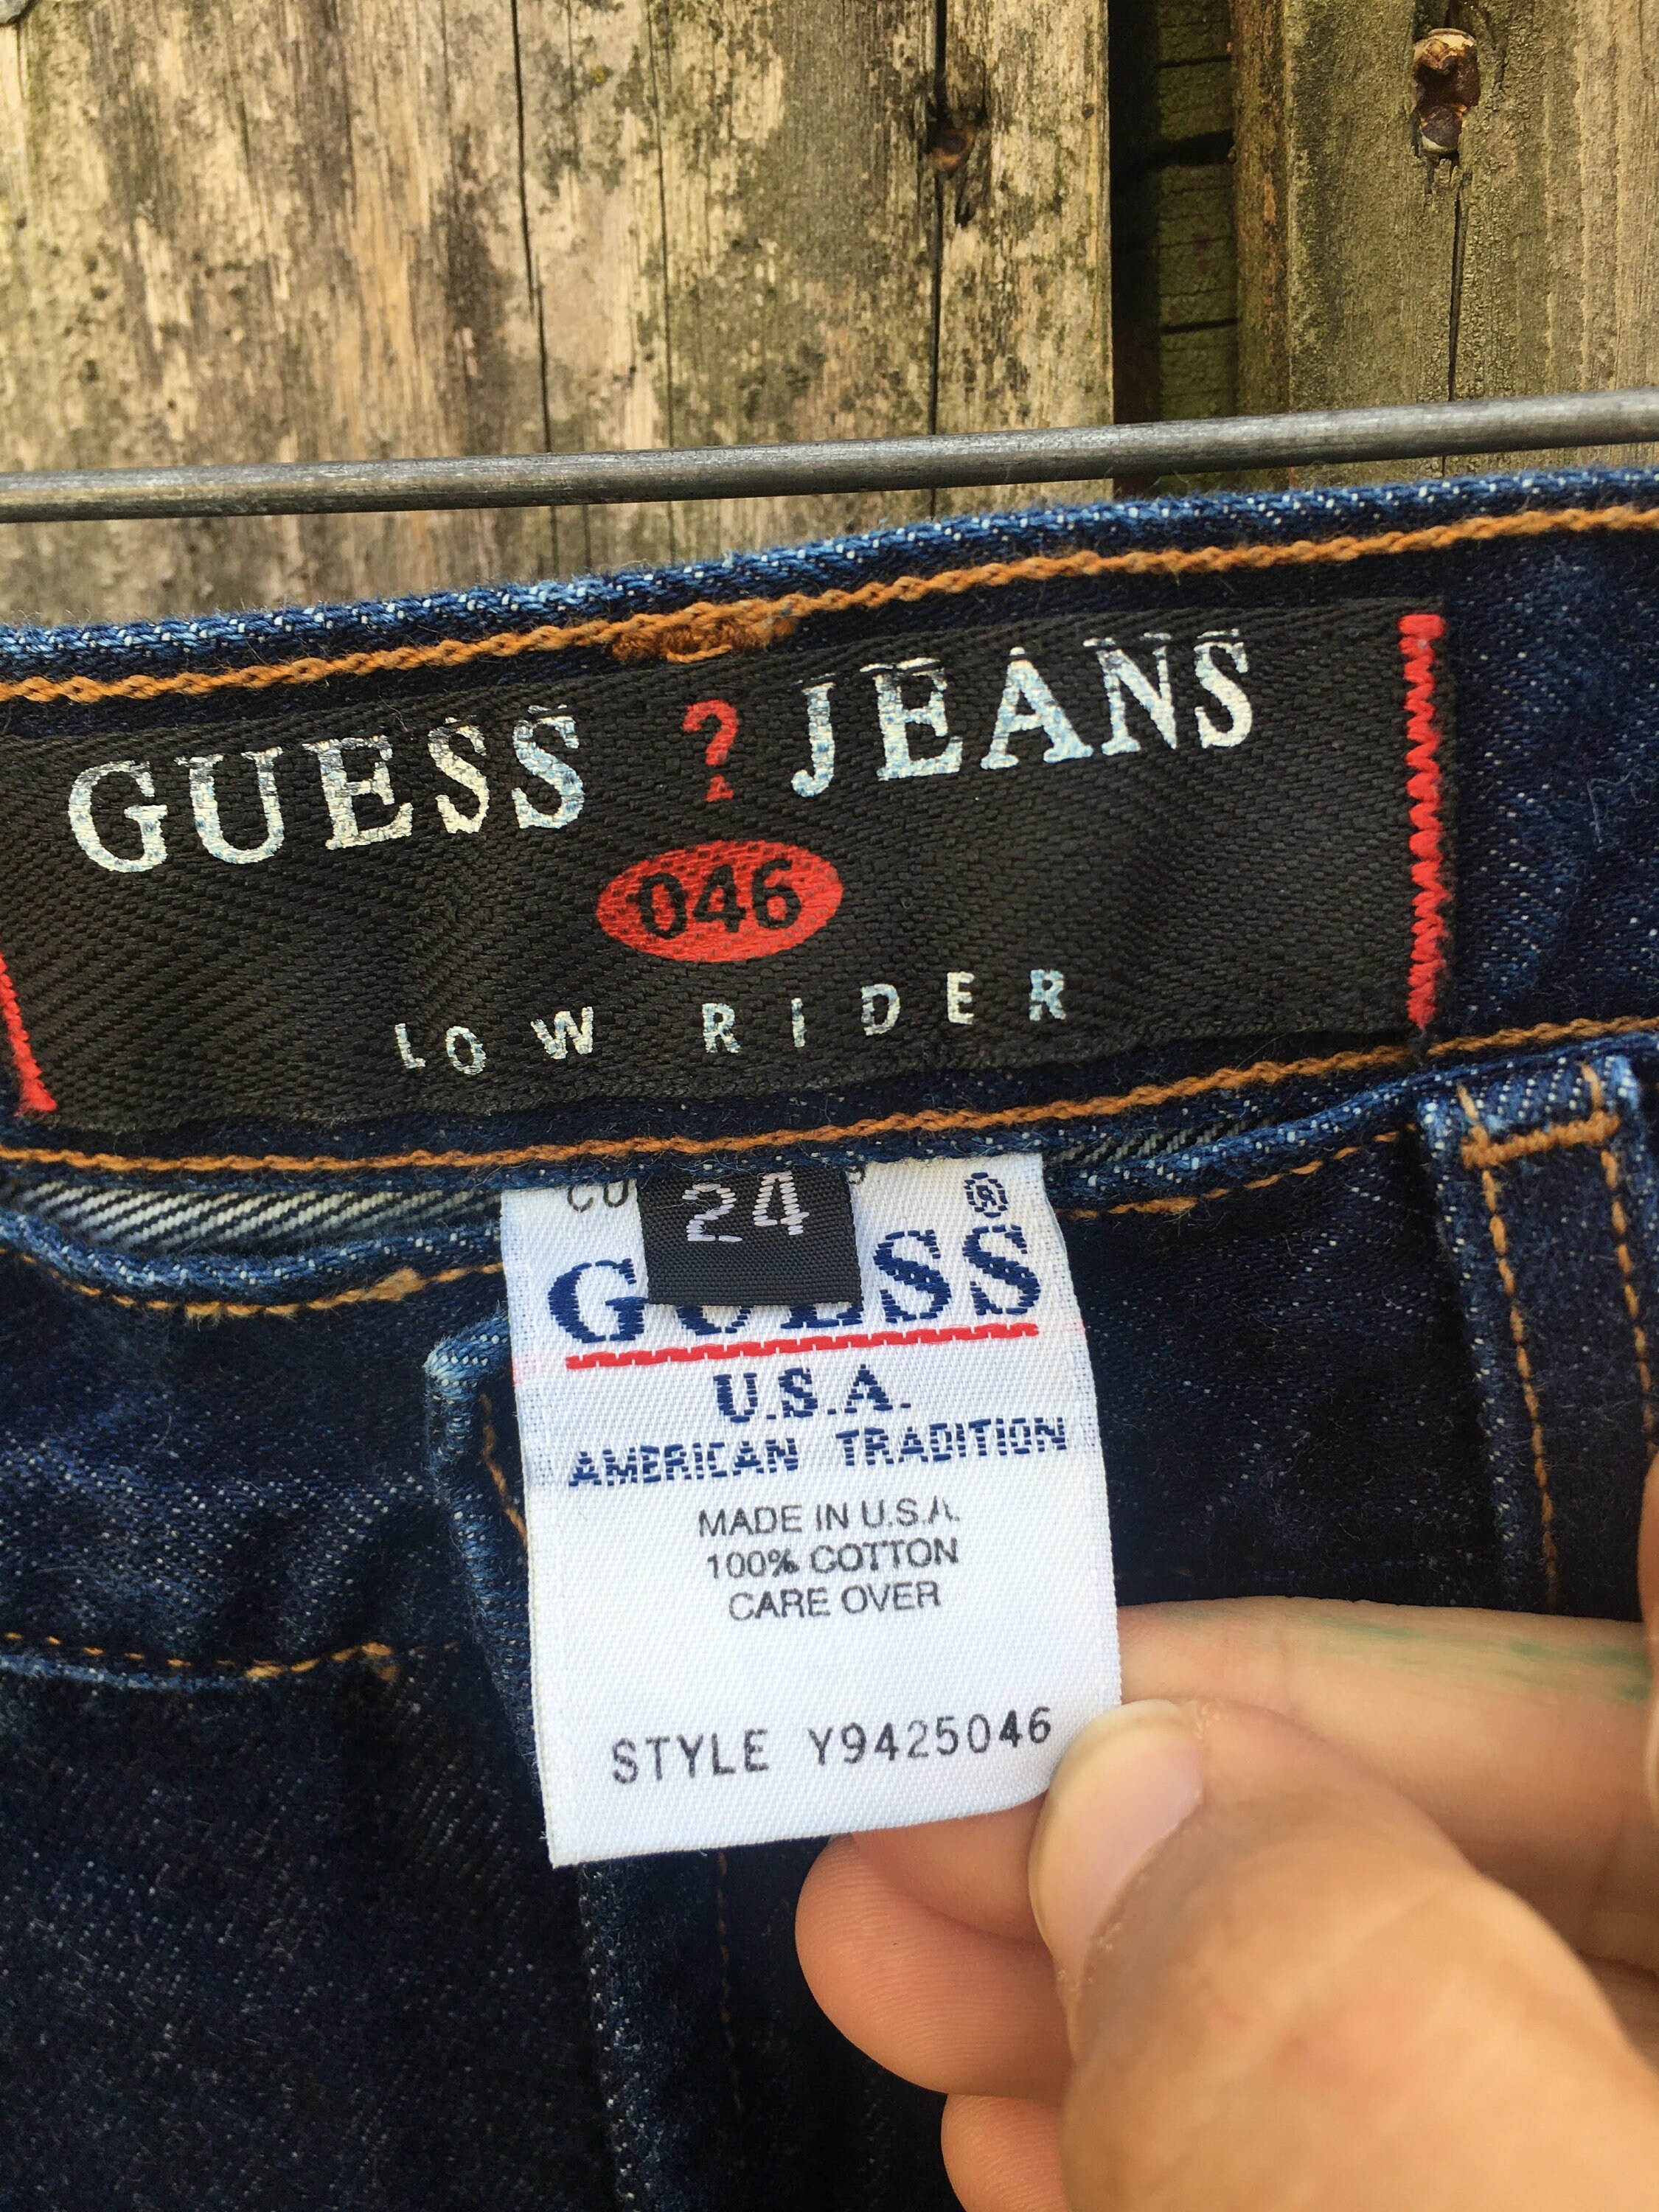 GUESS ? JEANS
046
LOW RIDER
24
®
GUESS
U.S.A.
AMERICAN TRADITION
MADE IN U.S.A.
100% COTTON
CARE OVER
STYLE Y9425046